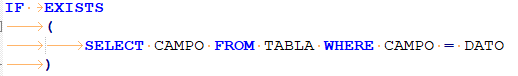 IF EXISTS
(
SELECT CAMPO FROM TABLA WHERE CAMPO = DATO
)